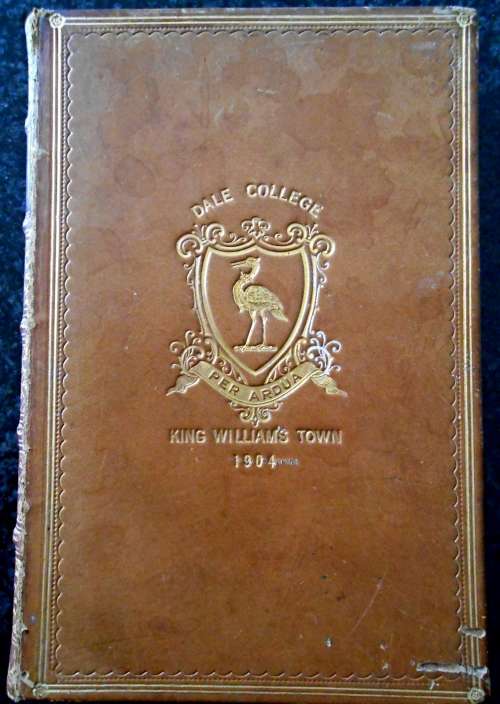 DALE COLLEGE
PER ARDUA
KING WILLIAM'S TOWN
1904